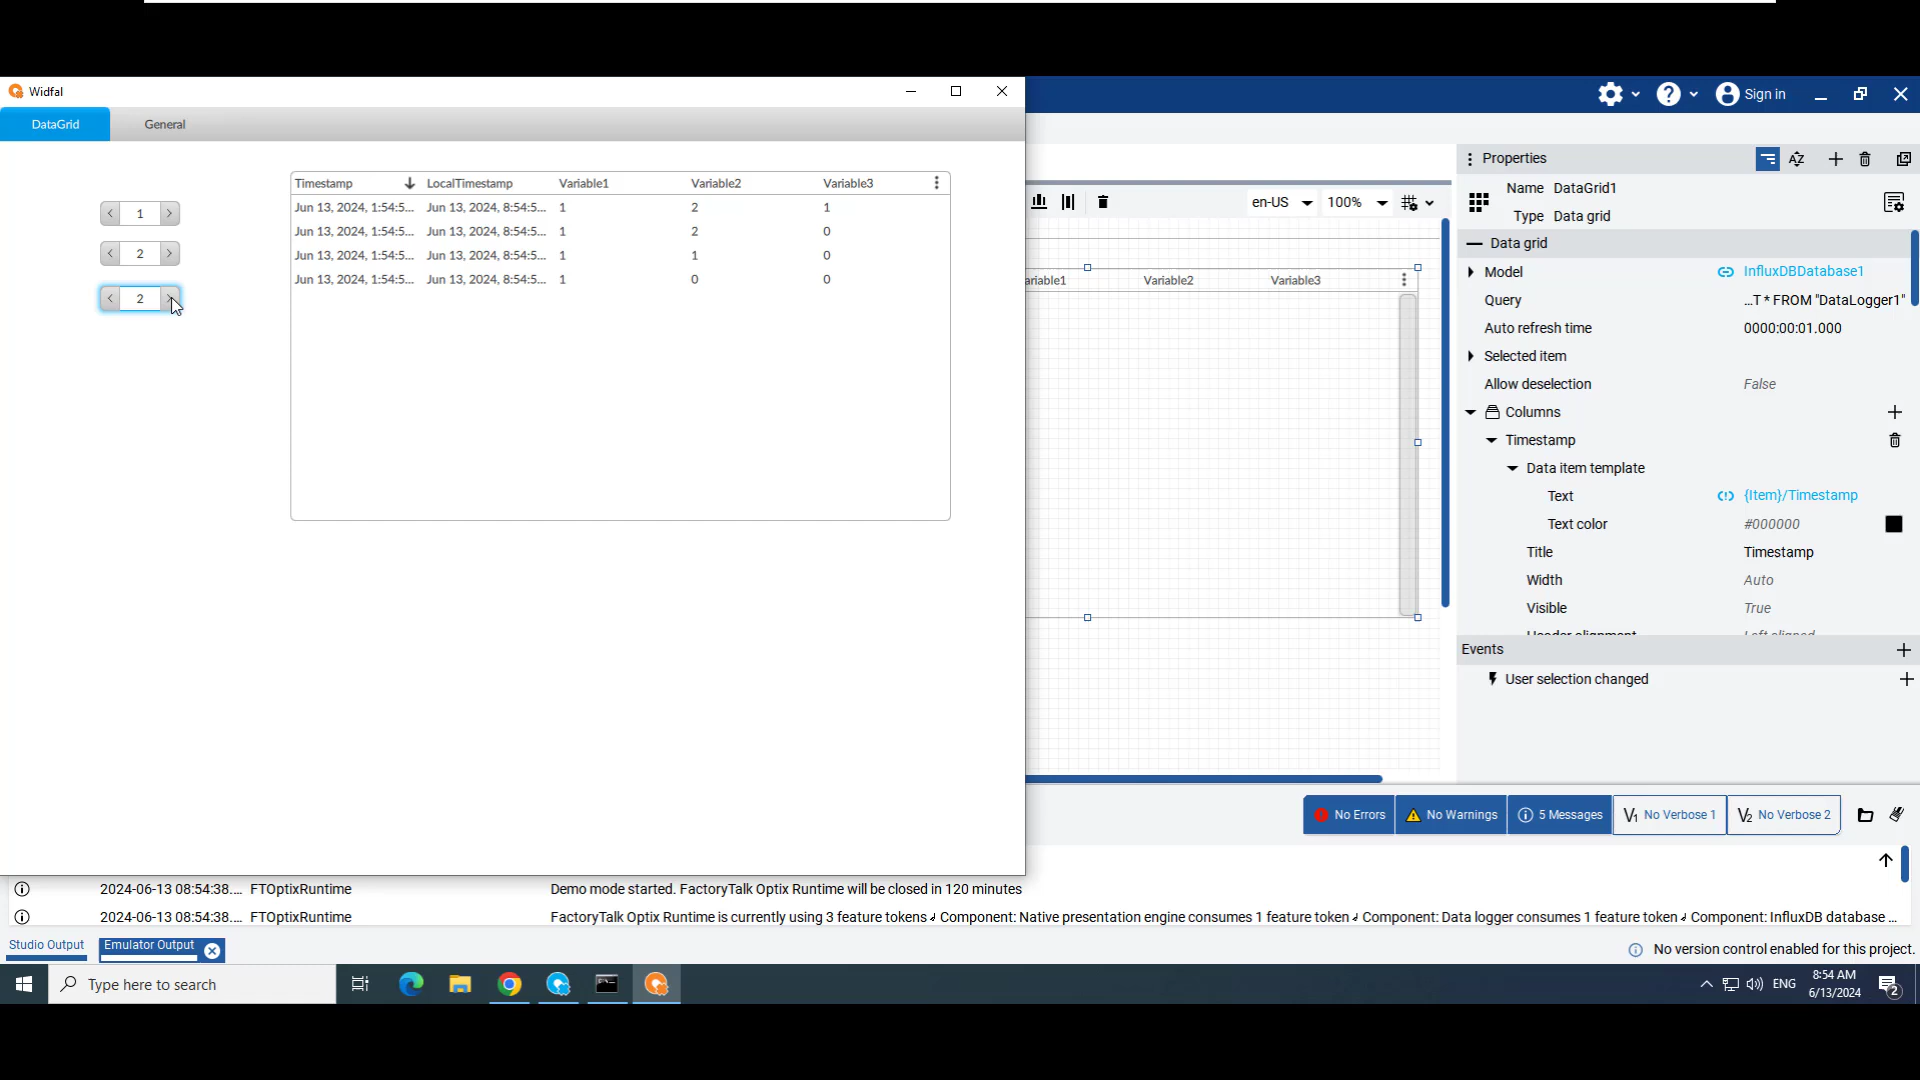 Widfal
Sign in
DataGrid
General
Properties
Name DataGrid1
Type Data grid
Timestamp LocalTimestamp Variable1 Variable2 Variable3
Jun 13, 2024, 1:54:5... Jun 13, 2024, 8:54:5... 1 2 1
Jun 13, 2024, 1:54:5... Jun 13, 2024, 8:54:5... 1 2 0
Jun 13, 2024, 1:54:5... Jun 13, 2024, 8:54:5... 1 1 0
Jun 13, 2024, 1:54:5... Jun 13, 2024, 8:54:5... 1 0 0
1
2
2
en-US 100%
ariable1 Variable2 Variable3
Data grid
Model InfluxDBDatabase1
Query ...T * FROM "DataLogger1"
Auto refresh time 0000:00:01.000
Selected item
Allow deselection False
Columns
Timestamp
Data item template
Text {Item}/Timestamp
Text color #000000
Title Timestamp
Width Auto
Visible True
Header alignment Left aligned
Events
User selection changed
No Errors No Warnings 5 Messages V1 No Verbose 1 V2 No Verbose 2
2024-06-13 08:54:38.... FTOptixRuntime Demo mode started. FactoryTalk Optix Runtime will be closed in 120 minutes
2024-06-13 08:54:38.... FTOptixRuntime FactoryTalk Optix Runtime is currently using 3 feature tokens ↲ Component: Native presentation engine consumes 1 feature token ↲ Component: Data logger consumes 1 feature token ↲ Component: InfluxDB database ...
Studio Output Emulator Output
No version control enabled for this project.
Type here to search
ENG
8:54 AM
6/13/2024
2